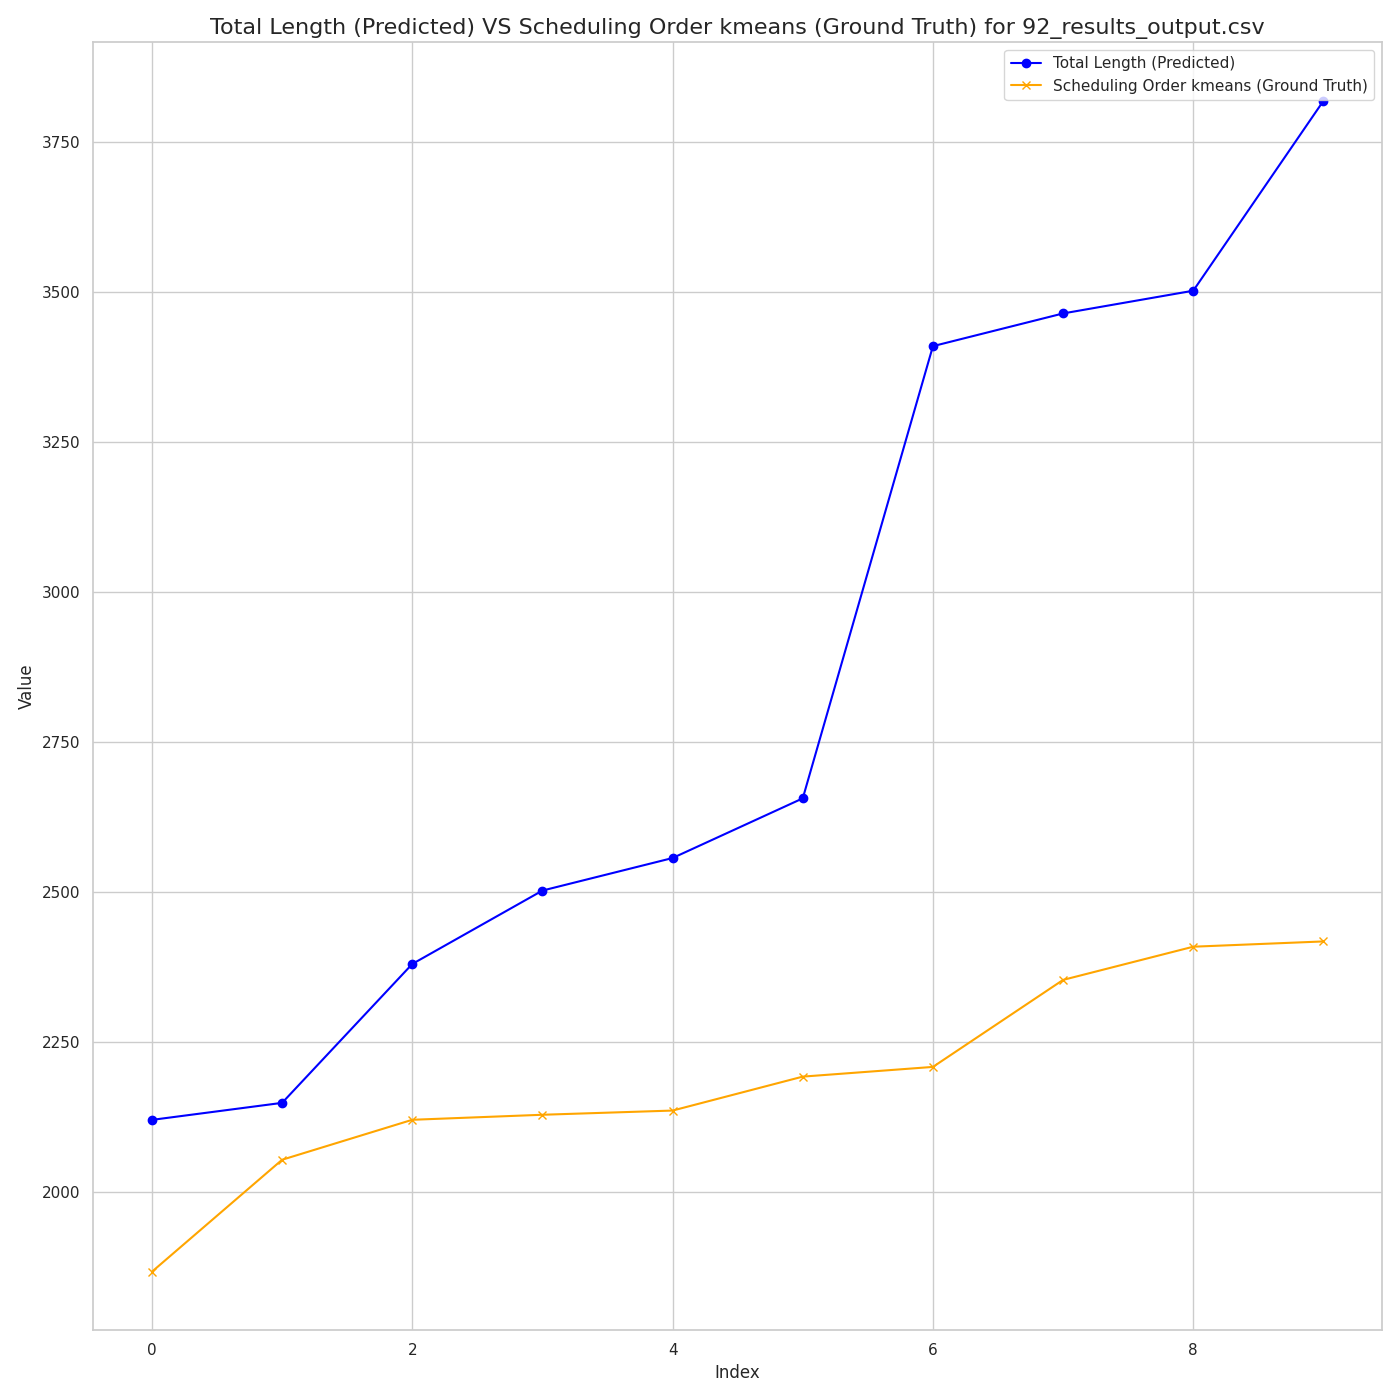 Total Length (Predicted) VS Scheduling Order kmeans (Ground Truth) for 92_results_output.csv
Total Length (Predicted)
Scheduling Order kmeans (Ground Truth)
3750
3500
3250
3000
2750
2500
2250
2000
Value
0 2 4 6 8
Index